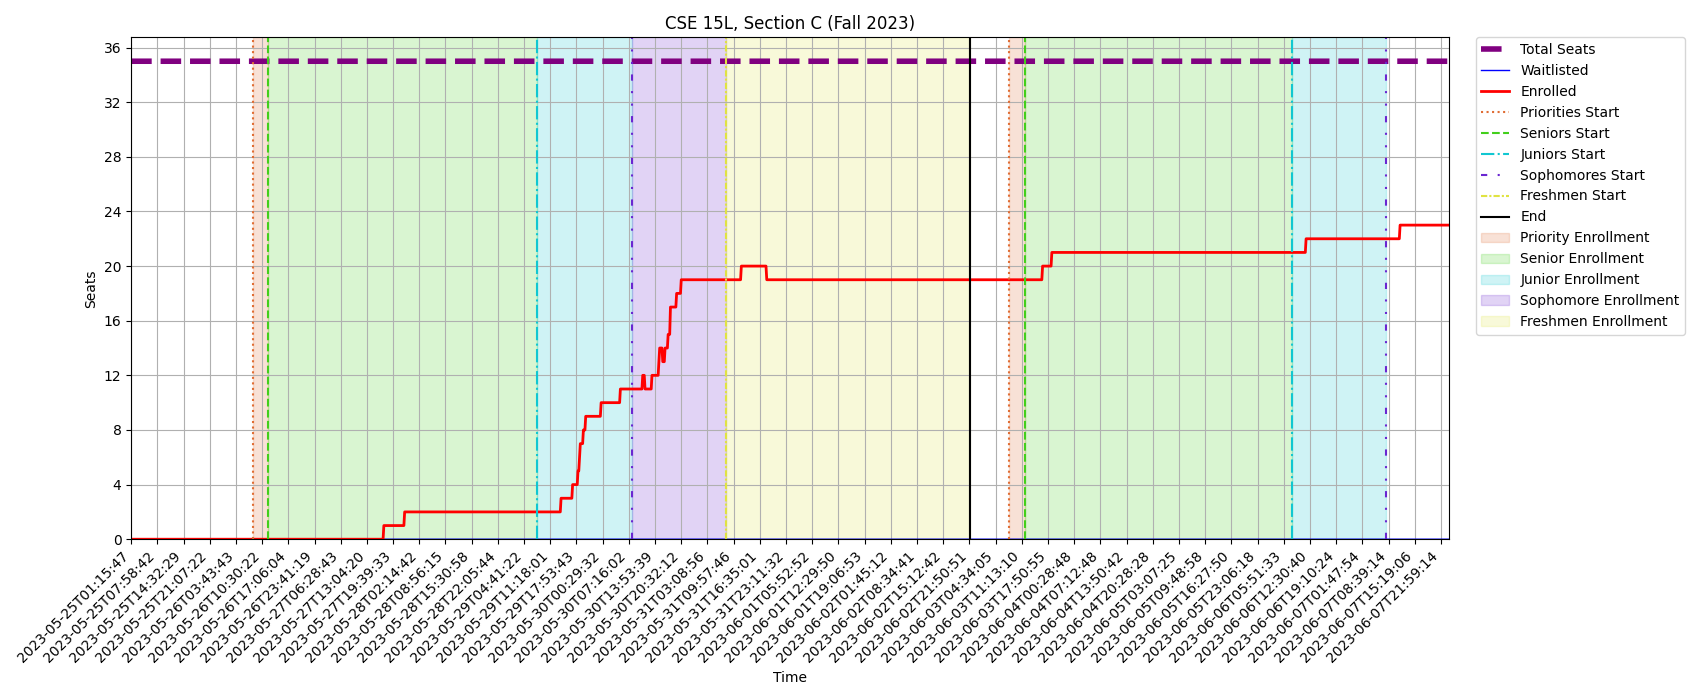 CSE 15L, Section C (Fall 2023)
36
32
28
24
20
16
12
8
4
0
Seats
2023-05-25T01:15:47
2023-05-25T07:58:42
2023-05-25T14:32:29
2023-05-25T21:07:22
2023-05-26T03:43:43
2023-05-26T10:30:22
2023-05-26T17:06:04
2023-05-26T23:41:19
2023-05-27T06:28:43
2023-05-27T13:04:20
2023-05-27T19:39:33
2023-05-28T02:14:42
2023-05-28T08:56:15
2023-05-28T15:30:58
2023-05-28T22:05:44
2023-05-29T04:41:22
2023-05-29T11:18:01
2023-05-29T17:53:43
2023-05-30T00:29:32
2023-05-30T07:16:02
2023-05-30T13:53:39
2023-05-30T20:32:12
2023-05-31T03:08:56
2023-05-31T09:57:46
2023-05-31T16:35:01
2023-05-31T23:11:32
2023-06-01T05:52:52
2023-06-01T12:29:50
2023-06-01T19:06:53
2023-06-02T01:45:12
2023-06-02T08:34:41
2023-06-02T15:12:42
2023-06-02T21:50:51
2023-06-03T04:34:05
2023-06-03T11:13:10
2023-06-03T17:50:55
2023-06-04T00:28:48
2023-06-04T07:12:48
2023-06-04T13:50:42
2023-06-04T20:28:28
2023-06-05T03:07:25
2023-06-05T09:48:58
2023-06-05T16:27:50
2023-06-05T23:06:18
2023-06-06T05:51:33
2023-06-06T12:30:40
2023-06-06T19:10:24
2023-06-07T01:47:54
2023-06-07T08:39:14
2023-06-07T15:19:06
2023-06-07T21:59:14
Time
Total Seats
Waitlisted
Enrolled
Priorities Start
Seniors Start
Juniors Start
Sophomores Start
Freshmen Start
End
Priority Enrollment
Senior Enrollment
Junior Enrollment
Sophomore Enrollment
Freshmen Enrollment